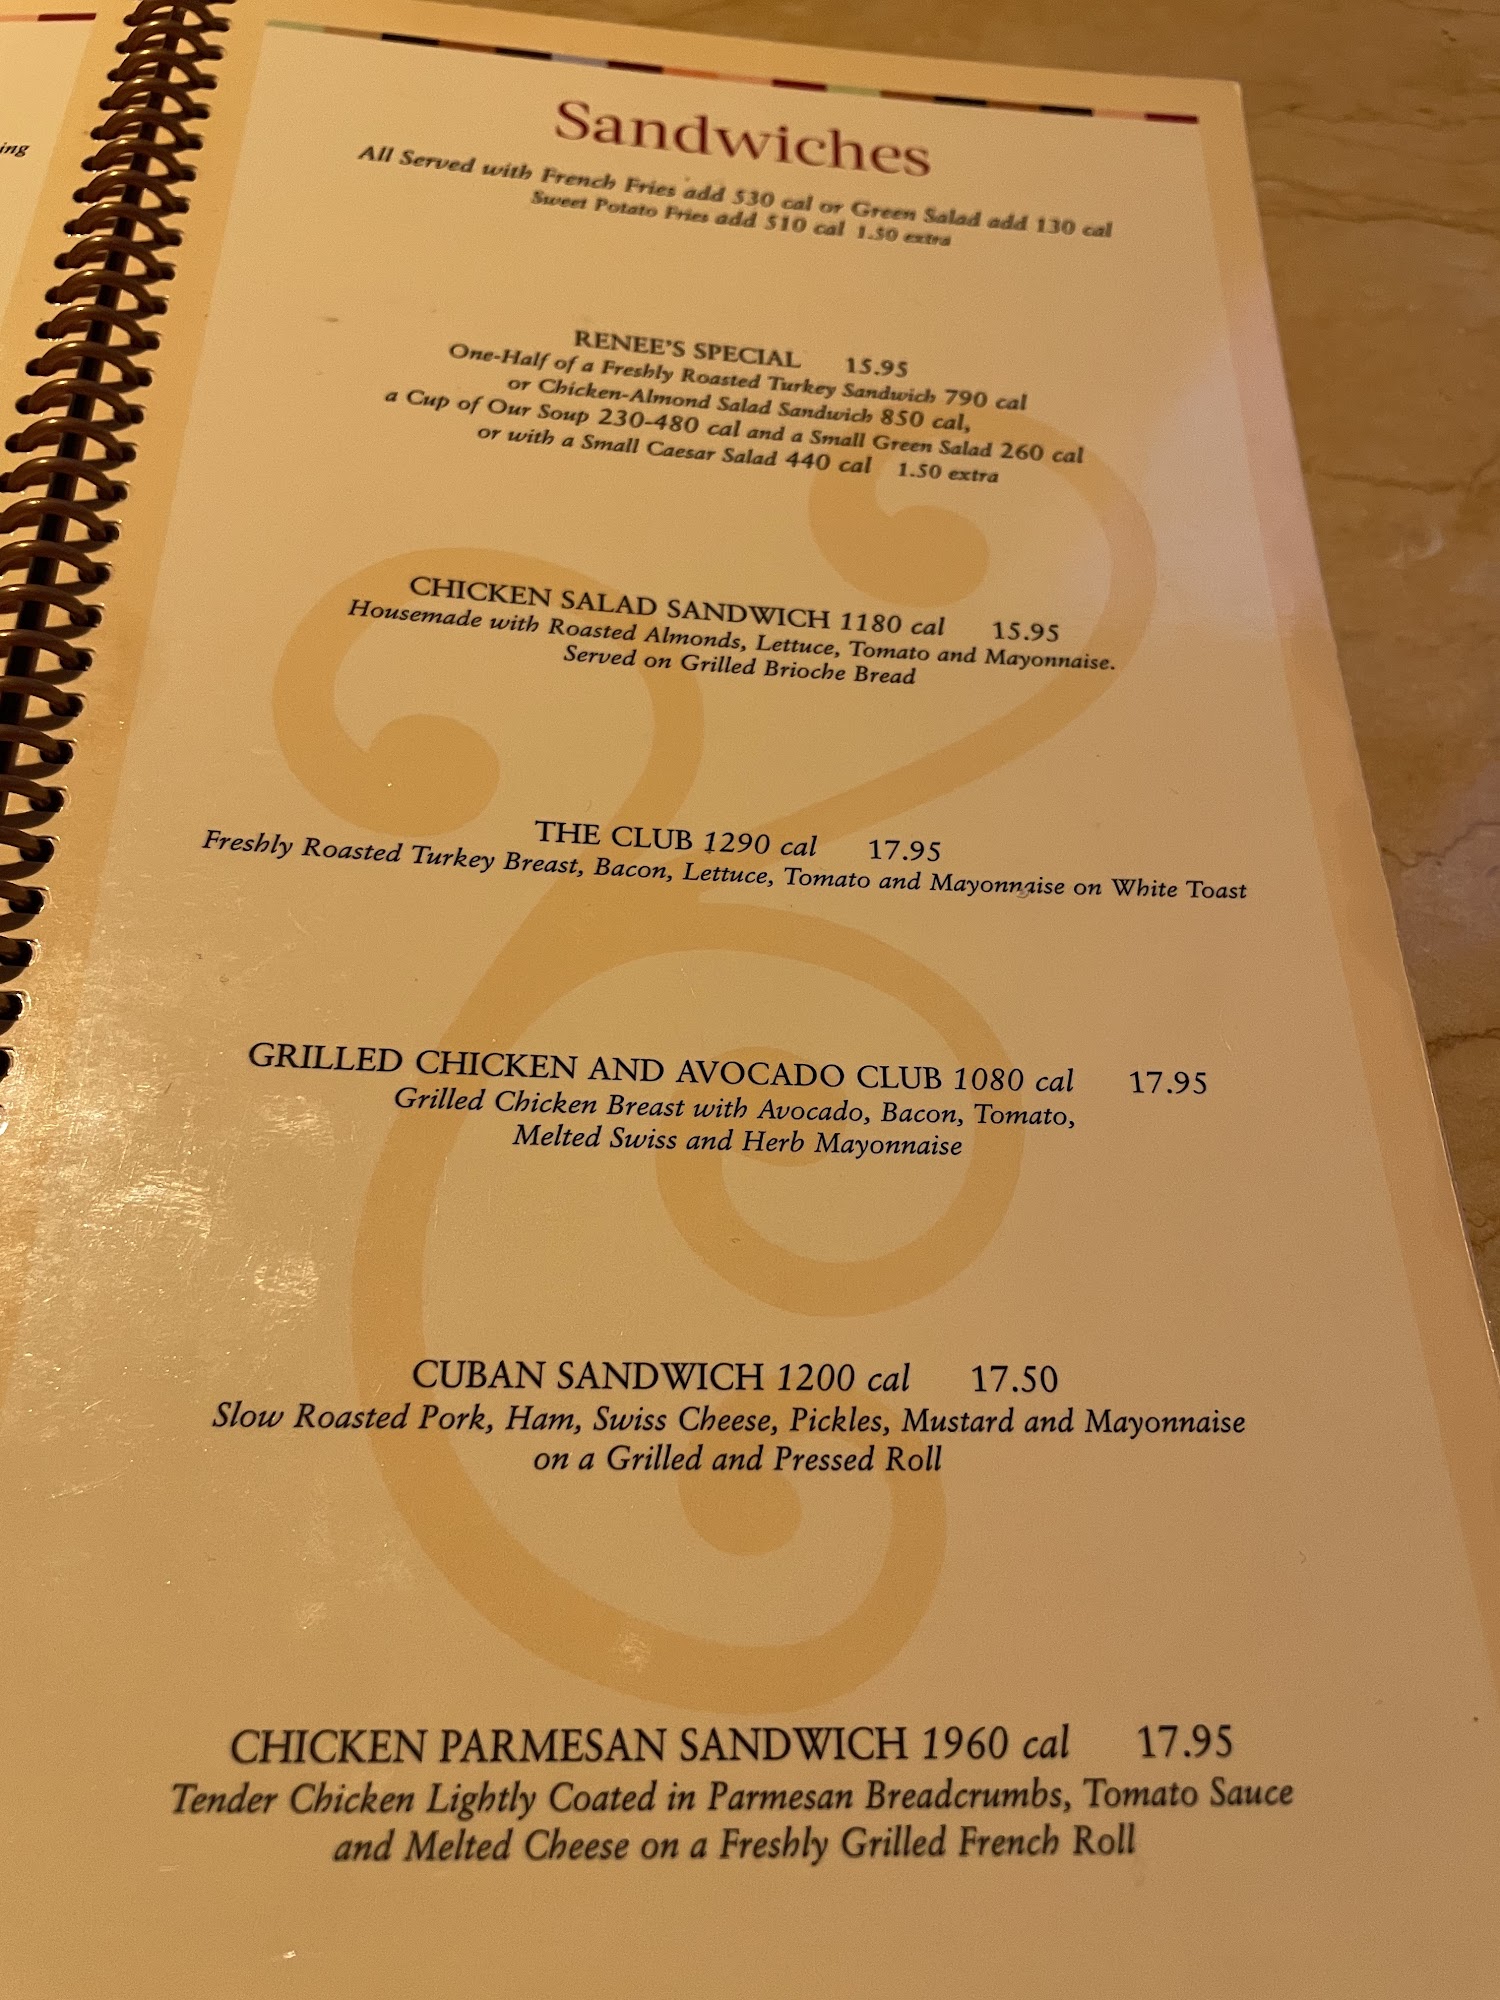 ing
Sandwiches
All Served with French Fries add 530 cal or Green Salad add 130 cal
Sweet Potato Fries add 510 cal 1.50 extra
RENEE'S SPECIAL 15.95
One-Half of a Freshly Roasted Turkey Sandwich 790 cal
or Chicken-Almond Salad Sandwich 850 cal,
a Cup of Our Soup 230-480 cal and a Small Green Salad 260 cal
or with a Small Caesar Salad 440 cal 1.50 extra
CHICKEN SALAD SANDWICH 1180 cal 15.95
Housemade with Roasted Almonds, Lettuce, Tomato and Mayonnaise.
Served on Grilled Brioche Bread
THE CLUB 1290 cal 17.95
Freshly Roasted Turkey Breast, Bacon, Lettuce, Tomato and Mayonnaise on White Toast
GRILLED CHICKEN AND AVOCADO CLUB 1080 cal 17.95
Grilled Chicken Breast with Avocado, Bacon, Tomato,
Melted Swiss and Herb Mayonnaise
CUBAN SANDWICH 1200 cal 17.50
Slow Roasted Pork, Ham, Swiss Cheese, Pickles, Mustard and Mayonnaise
on a Grilled and Pressed Roll
CHICKEN PARMESAN SANDWICH 1960 cal 17.95
Tender Chicken Lightly Coated in Parmesan Breadcrumbs, Tomato Sauce
and Melted Cheese on a Freshly Grilled French Roll